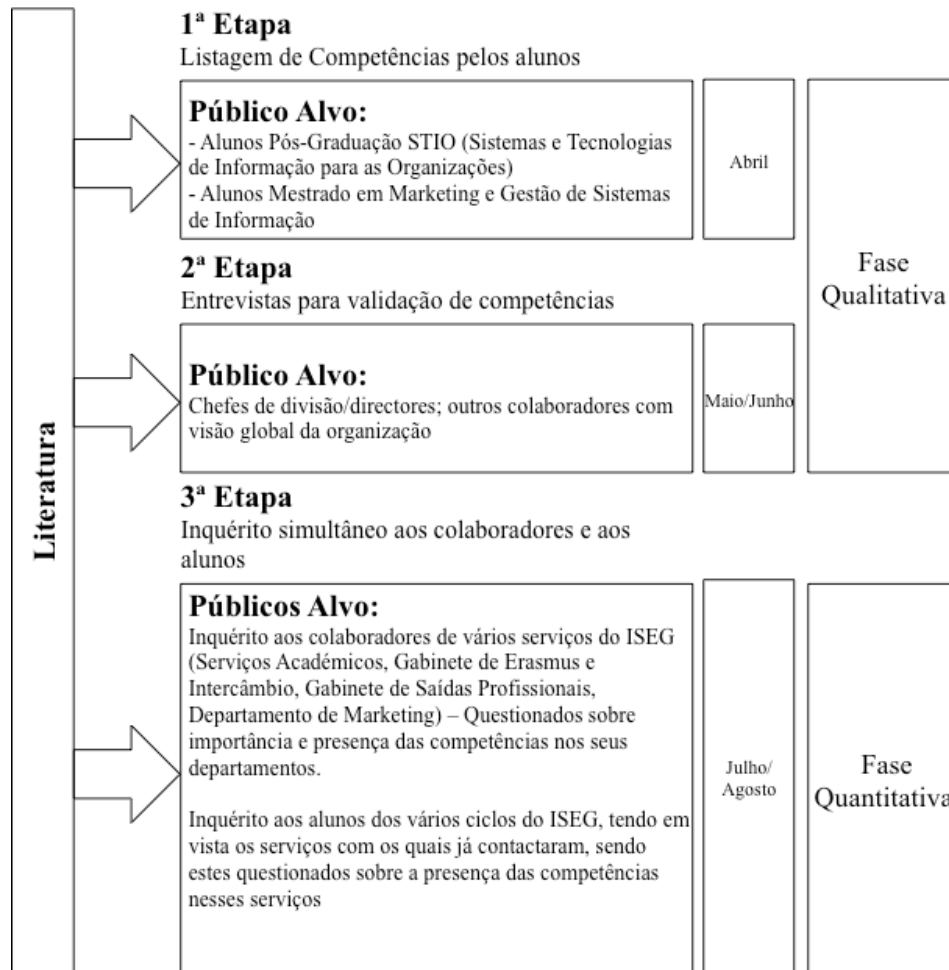 1ª Etapa
Listagem de Competências pelos alunos
Público Alvo:
- Alunos Pós-Graduação STIO (Sistemas e Tecnologias
de Informação para as Organizações)
- Alunos Mestrado em Marketing e Gestão de Sistemas
de Informação
Abril
2ª Etapa
Entrevistas para validação de competências
Fase
Qualitativa
Público Alvo:
Chefes de divisão/directores; outros colaboradores com
visão global da organização
Maio/Junho
Literatura
3ª Etapa
Inquérito simultâneo aos colaboradores e aos
alunos
Públicos Alvo:
Inquérito aos colaboradores de vários serviços do ISEG
(Serviços Académicos, Gabinete de Erasmus e
Intercâmbio, Gabinete de Saídas Profissionais,
Departamento de Marketing) – Questionados sobre
importância e presença das competências nos seus
departamentos.
Inquérito aos alunos dos vários ciclos do ISEG, tendo em
vista os serviços com os quais já contactaram, sendo
estes questionados sobre a presença das competências
nesses serviços
Julho/
Agosto
Fase
Quantitativa